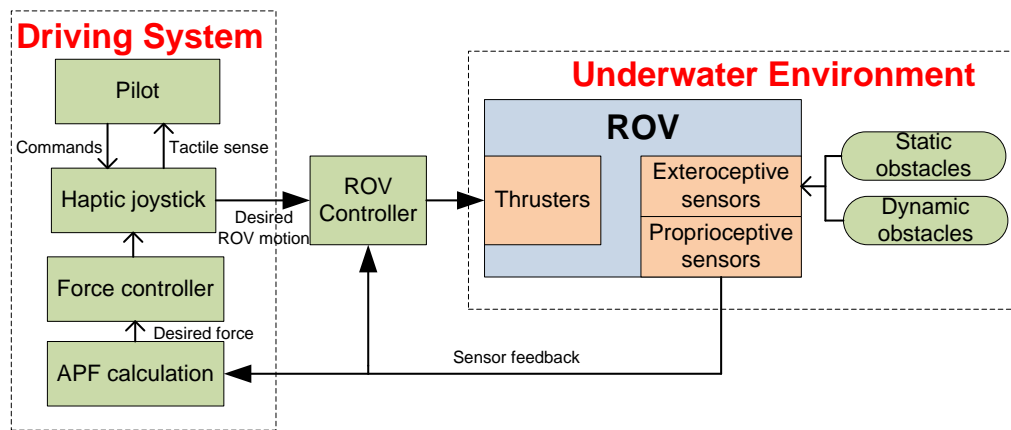 Driving System
Pilot
Commands
Tactile sense
Haptic joystick
Desired
ROV motion
Force controller
Desired force
APF calculation
ROV
Controller
Sensor feedback
Underwater Environment
ROV
Thrusters
Exteroceptive
sensors
Proprioceptive
sensors
Static
obstacles
Dynamic
obstacles